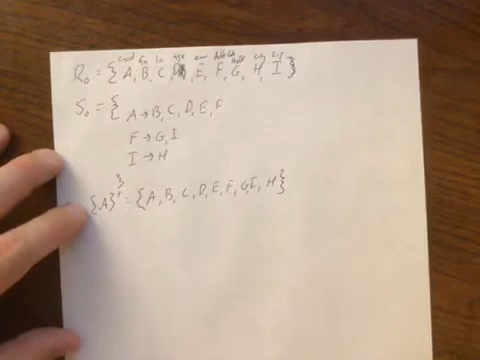 R₀ = { A, B, C, D, E, F, G, H, I }
S₀ = { A → B, C, D, E, F
F → G, I
I → H
}
{A}⁺ = { A, B, C, D, E, F, G I, H }